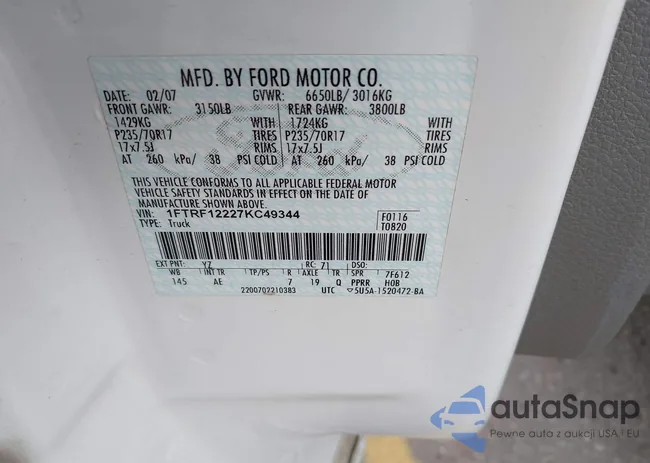 MFD. BY FORD MOTOR CO.
DATE: 02/07 GVWR: 6650LB/ 3016KG
FRONT GAWR: 3150LB REAR GAWR: 3800LB
1429KG WITH 1724KG WITH
P235/70R17 TIRES P235/70R17 TIRES
17x7.5J RIMS 17x7.5J RIMS
AT 260 kPa/ 38 PSI COLD AT 260 kPa/ 38 PSI COLD
THIS VEHICLE CONFORMS TO ALL APPLICABLE FEDERAL MOTOR
VEHICLE SAFETY STANDARDS IN EFFECT ON THE DATE OF
MANUFACTURE SHOWN ABOVE.
VIN: 1FTRF12227KC49344 F0116
TYPE: Truck T0820
EXT PNT: YZ RC: 71 DSO:
WB INT TR TP/PS R AXLE TR SPR 7F612
145 AE 7 19 Q PPRR H0B
2200702210383 UTC ▽5U5A-1520472-BA
autaSnap
Pewne auta z aukcji USA i EU